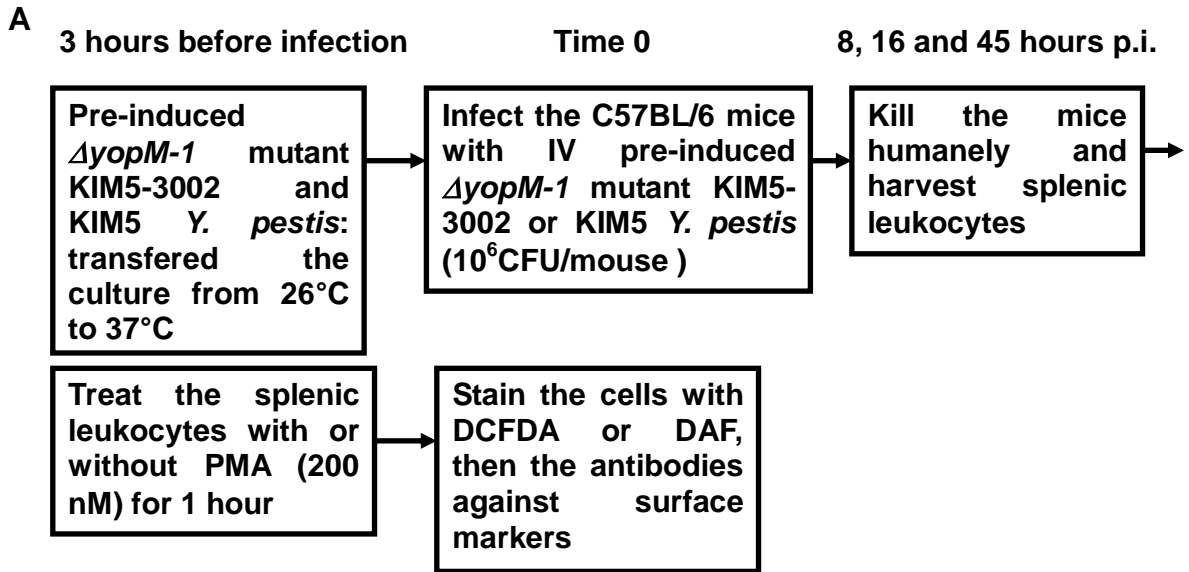 A
3 hours before infection
Time 0
8, 16 and 45 hours p.i.
Pre-induced
ΔyopM-1 mutant
KIM5-3002 and
KIM5 Y. pestis:
transfered the
culture from 26°C
to 37°C
Infect the C57BL/6 mice
with IV pre-induced
ΔyopM-1 mutant KIM5-
3002 or KIM5 Y. pestis
(10⁶CFU/mouse )
Kill the mice
humanely and
harvest splenic
leukocytes
Treat the splenic
leukocytes with or
without PMA (200
nM) for 1 hour
Stain the cells with
DCFDA or DAF,
then the antibodies
against surface
markers